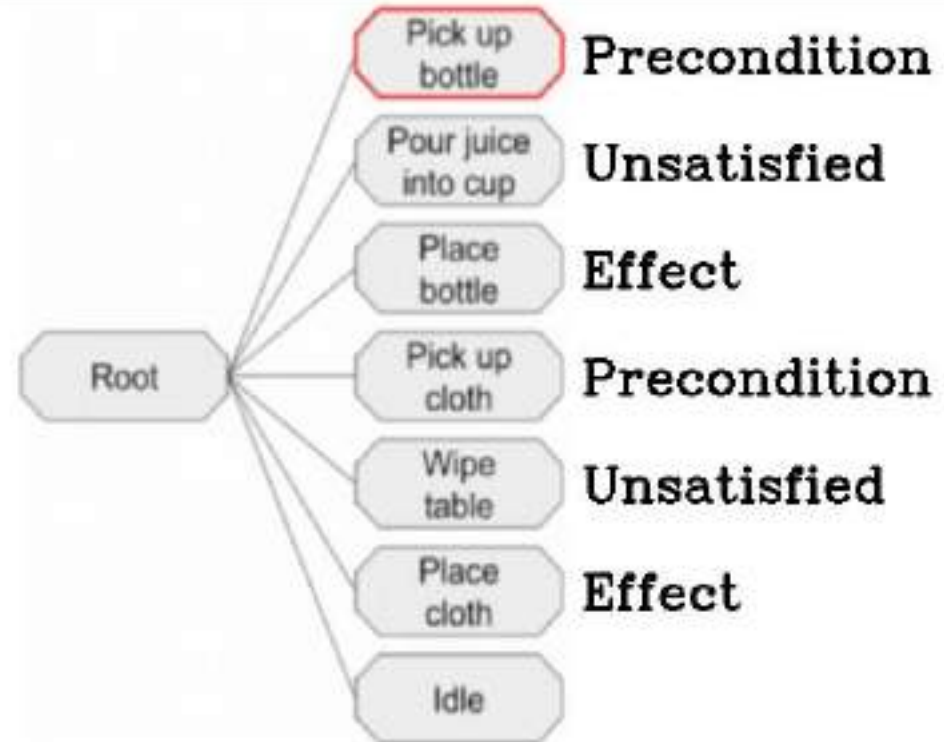 Pick up
bottle
Precondition
Pour juice
into cup
Unsatisfied
Place
bottle
Effect
Root
Pick up
cloth
Precondition
Wipe
table
Unsatisfied
Place
cloth
Effect
Idle